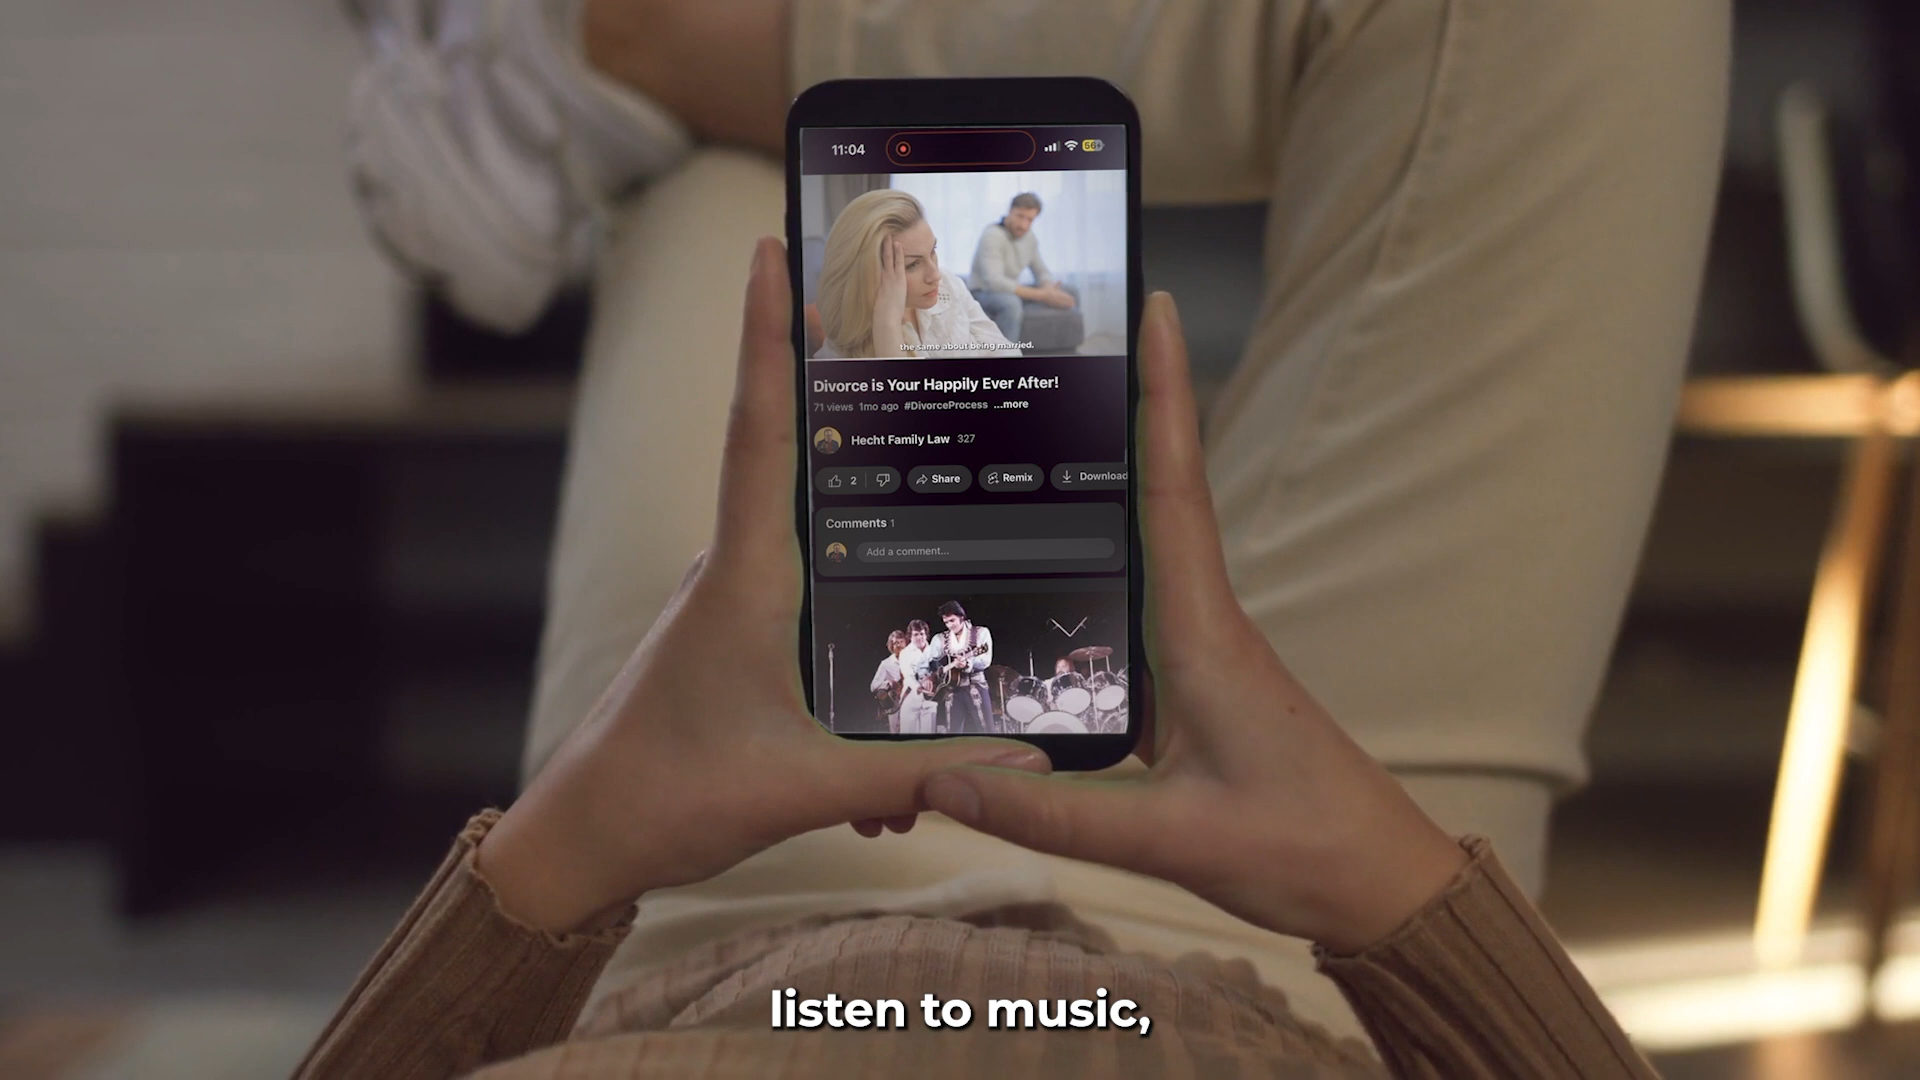 11:04
56
the same about being married.
Divorce is Your Happily Ever After!
71 views 1mo ago #DivorceProcess ...more
Hecht Family Law 327
2 Share Remix Download
Comments 1
Add a comment...
listen to music,